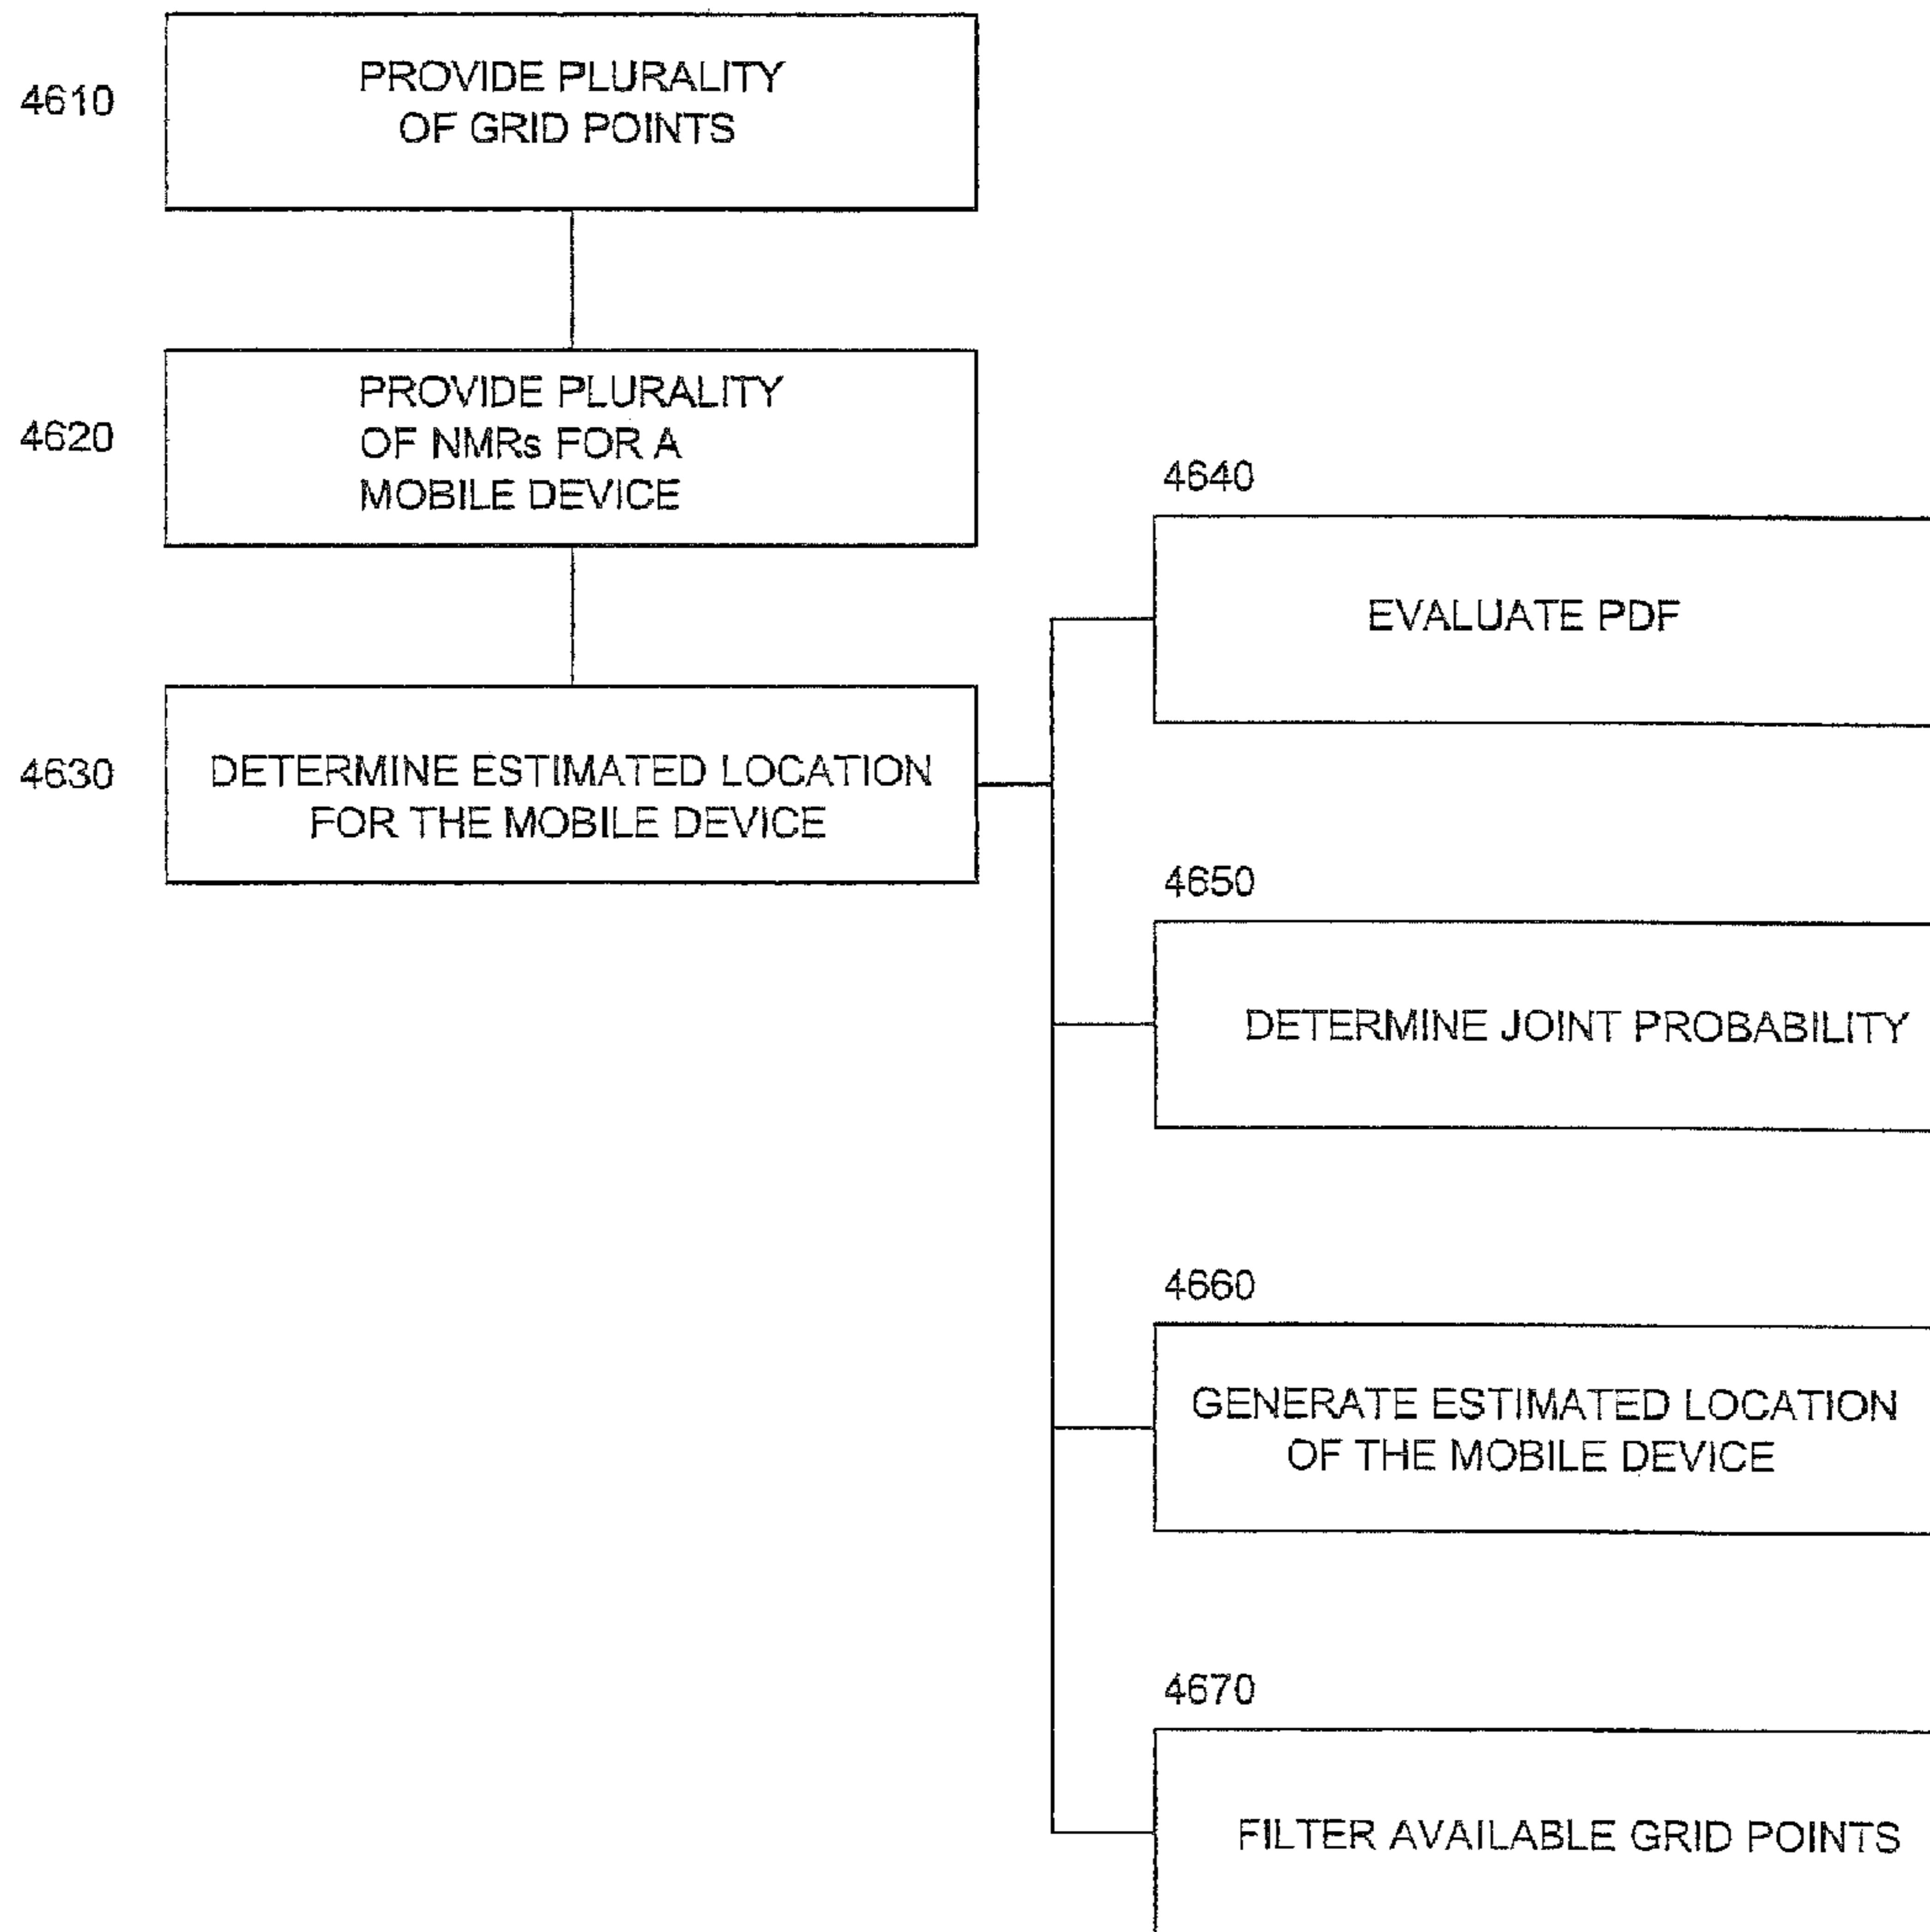 4610
PROVIDE PLURALITY
OF GRID POINTS
4620
PROVIDE PLURALITY
OF NMRs FOR A
MOBILE DEVICE
4630
DETERMINE ESTIMATED LOCATION
FOR THE MOBILE DEVICE
4640
EVALUATE PDF
4650
DETERMINE JOINT PROBABILITY
4660
GENERATE ESTIMATED LOCATION
OF THE MOBILE DEVICE
4670
FILTER AVAILABLE GRID POINTS